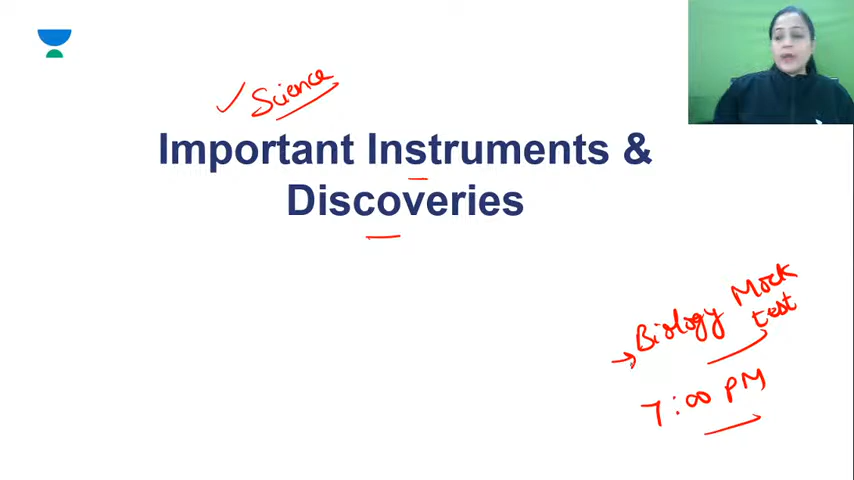 Science
Important Instruments &
Discoveries
Biology Mock
test
7:00 PM